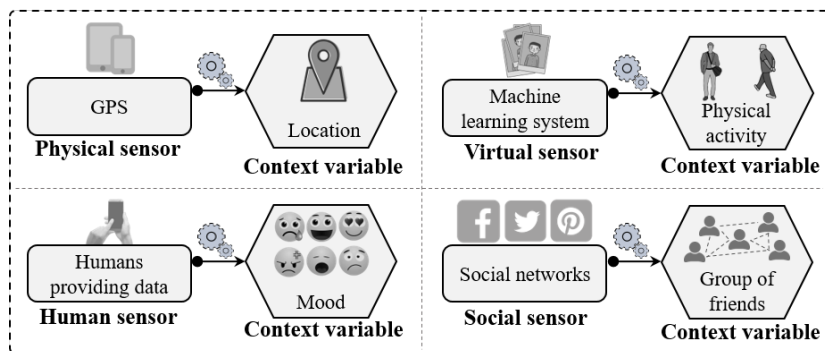 GPS
Physical sensor
Location
Context variable
Machine
learning system
Virtual sensor
Physical
activity
Context variable
Humans
providing data
Human sensor
Mood
Context variable
Social networks
Social sensor
Group of
friends
Context variable